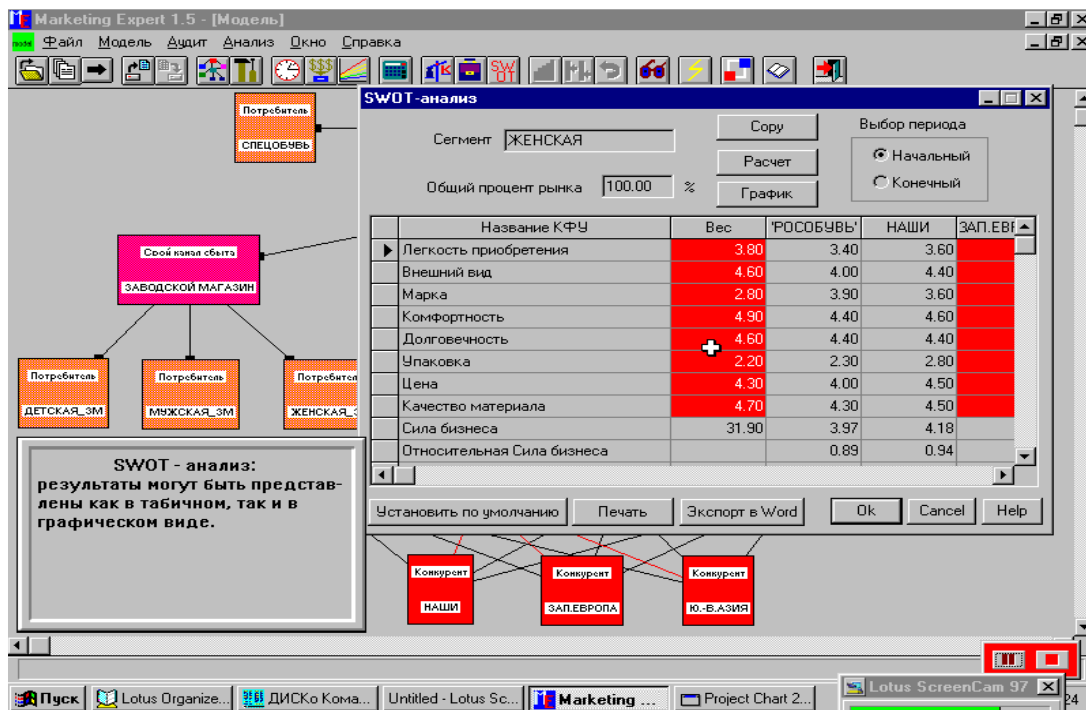 Marketing Expert 1.5 - [Модель]
Файл Модель Аудит Анализ Окно Справка
SWOT-анализ
Сегмент ЖЕНСКАЯ
Общий процент рынка 100.00 %
Copy
Расчет
График
Выбор периода
Начальный
Конечный
Название КФУ Вес 'РОСОБУВЬ' НАШИ ЗАП.ЕВР
Легкость приобретения 3.80 3.40 3.60
Внешний вид 4.60 4.00 4.40
Марка 2.80 3.90 3.60
Комфортность 4.90 4.40 4.60
Долговечность 4.60 4.40 4.40
Упаковка 2.20 2.30 2.80
Цена 4.30 4.00 4.50
Качество материала 4.70 4.30 4.50
Сила бизнеса 31.90 3.97 4.18
Относительная Сила бизнеса 0.89 0.94
Установить по умолчанию Печать Экспорт в Word Ok Cancel Help
Потребитель
СПЕЦОБУВЬ
Свой канал сбыта
ЗАВОДСКОЙ МАГАЗИН
Потребитель Потребитель Потребител
ДЕТСКАЯ_ЗМ МУЖСКАЯ_ЗМ ЖЕНСКАЯ_З
SWOT - анализ:
результаты могут быть представ-
лены как в табичном, так и в
графическом виде.
Конкурент Конкурент Конкурент
НАШИ ЗАП.ЕВРОПА Ю.-В.АЗИЯ
Lotus ScreenCam 97
Пуск Lotus Organize... ДИСКо Кома... Untitled - Lotus Sc... Marketing ... Project Chart 2... 24